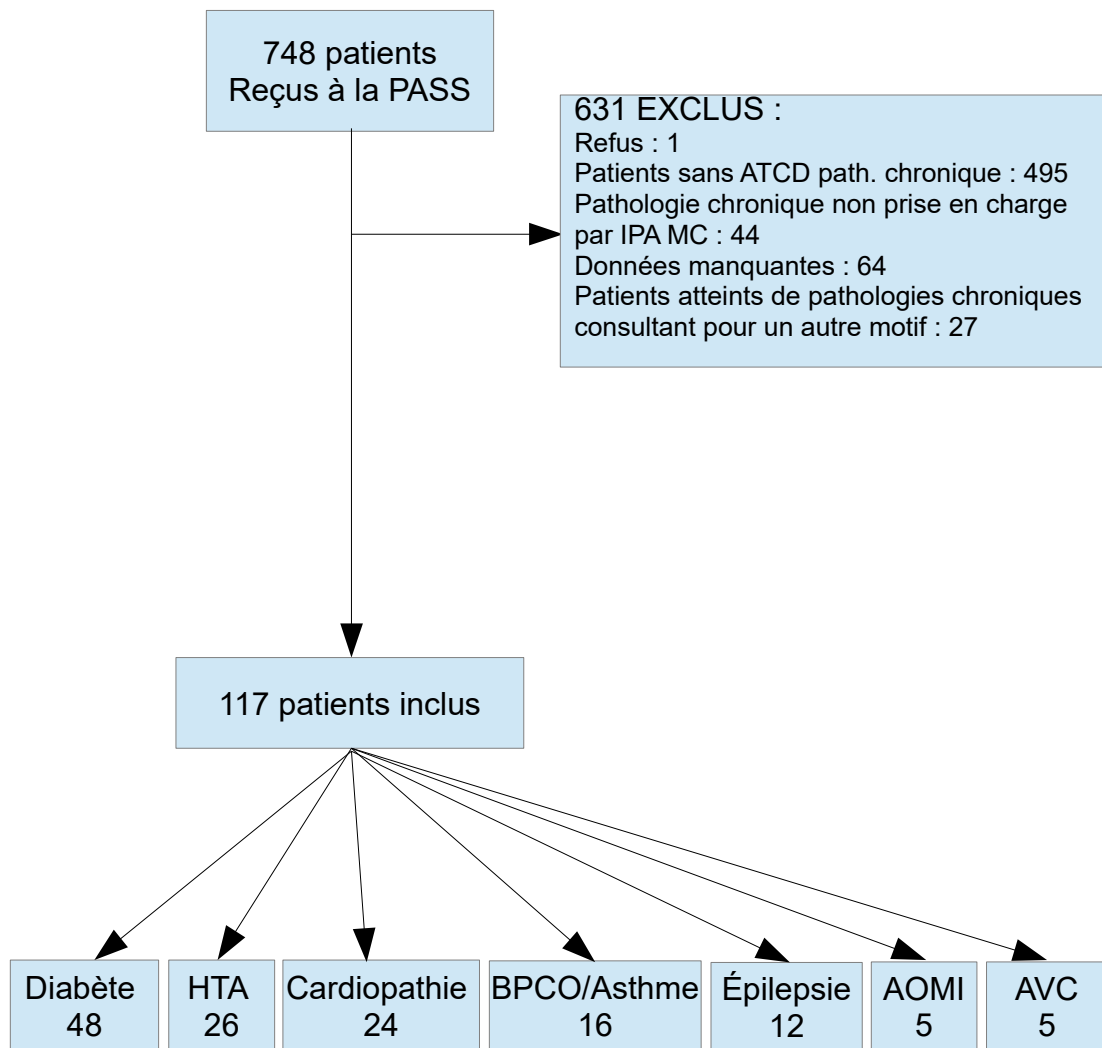 748 patients
Reçus à la PASS
631 EXCLUS :
Refus : 1
Patients sans ATCD path. chronique : 495
Pathologie chronique non prise en charge
par IPA MC : 44
Données manquantes : 64
Patients atteints de pathologies chroniques
consultant pour un autre motif : 27
117 patients inclus
Diabète
48
HTA
26
Cardiopathie
24
BPCO/Asthme
16
Épilepsie
12
AOMI
5
AVC
5